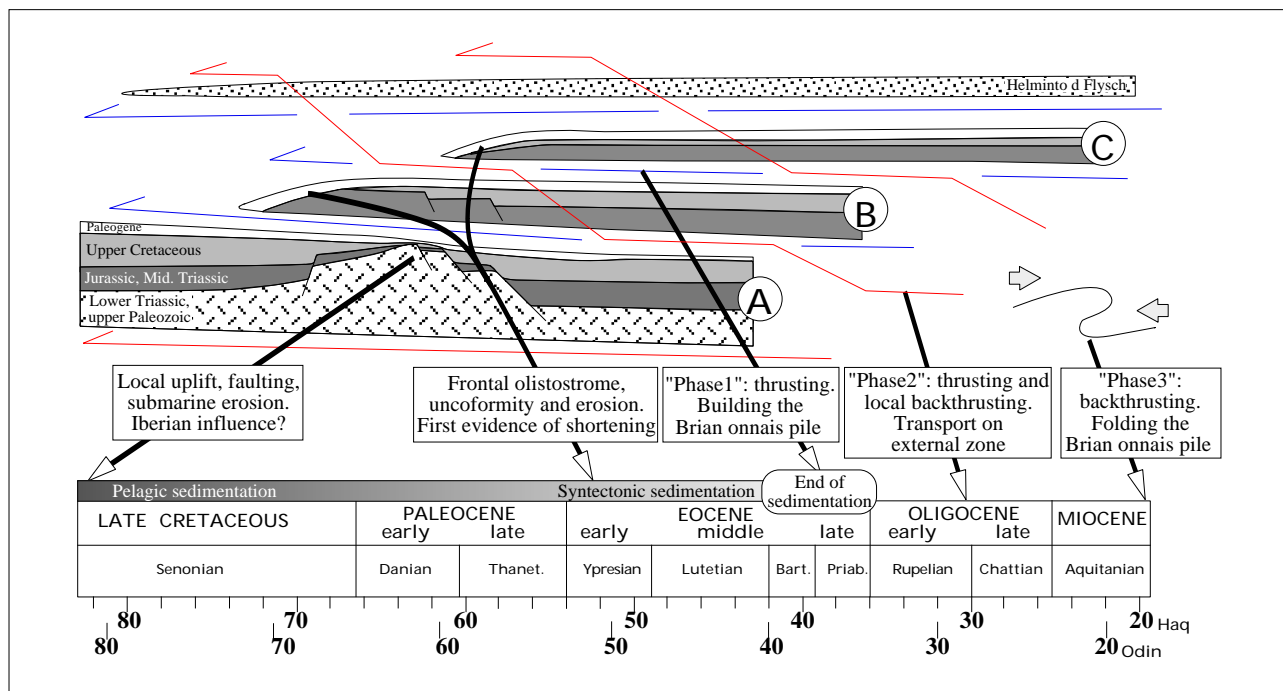 Helminto d Flysch
C
B
Paleogene
Upper Cretaceous
Jurassic, Mid. Triassic
Lower Triassic,
upper Paleozoic
A
Local uplift, faulting,
submarine erosion.
Iberian influence?
Frontal olistostrome,
uncoformity and erosion.
First evidence of shortening
"Phase1": thrusting.
Building the
Brian onnais pile
"Phase2": thrusting and
local backthrusting.
Transport on
external zone
"Phase3":
backthrusting.
Folding the
Brian onnais pile
Pelagic sedimentation
Syntectonic sedimentation
End of
sedimentation
LATE CRETACEOUS
PALEOCENE
early late
EOCENE
early middle late
OLIGOCENE
early late
MIOCENE
Senonian Danian Thanet. Ypresian Lutetian Bart. Priab. Rupelian Chattian Aquitanian
80 70 60 50 40 30 20 Haq
80 70 60 50 40 30 20 Odin